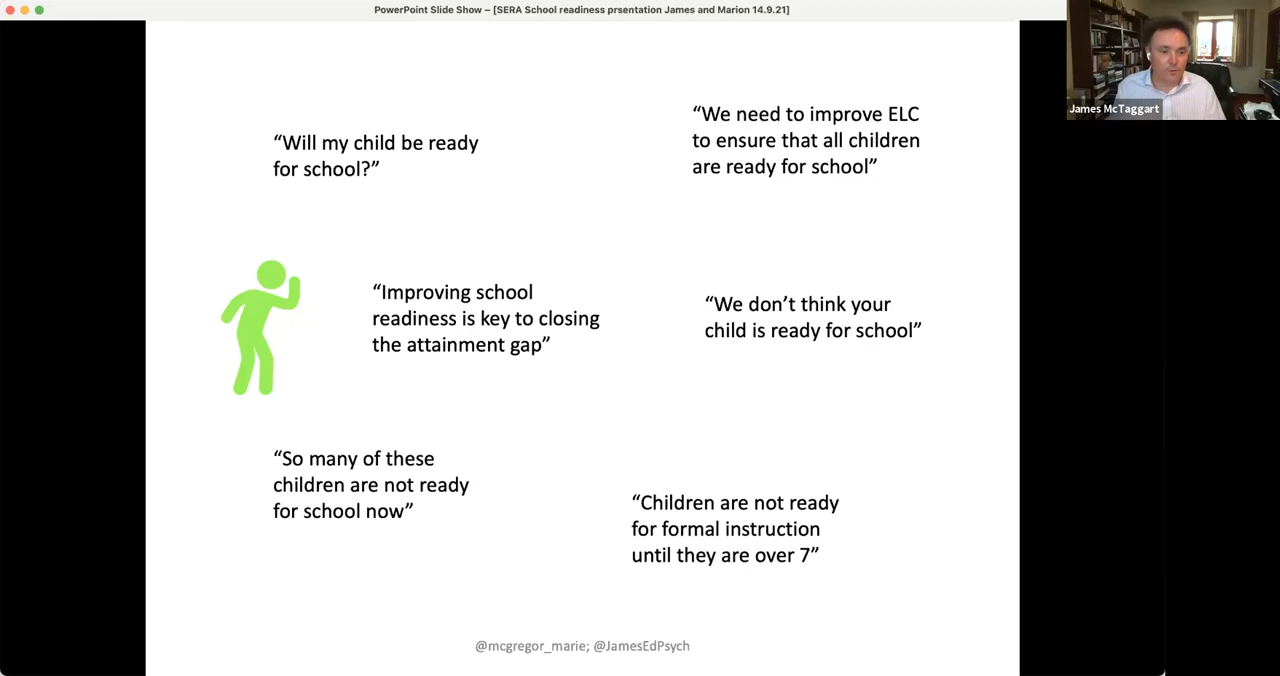 PowerPoint Slide Show – [SERA School readiness prsentation James and Marion 14.9.21]
James McTaggart
“Will my child be ready
for school?”
“We need to improve ELC
to ensure that all children
are ready for school”
“Improving school
readiness is key to closing
the attainment gap”
“We don’t think your
child is ready for school”
“So many of these
children are not ready
for school now”
“Children are not ready
for formal instruction
until they are over 7”
@mcgregor_marie; @JamesEdPsych